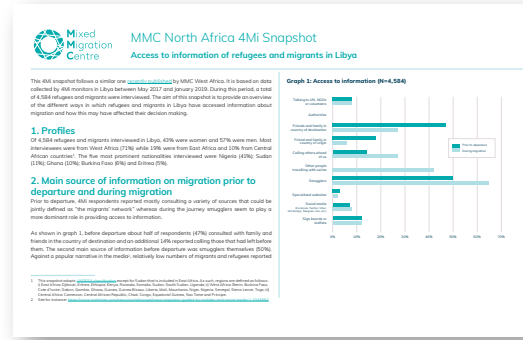 Mixed
Migration
Centre
MMC North Africa 4Mi Snapshot
Access to information of refugees and migrants in Libya
This 4Mi snapshot follows a similar one recently published by MMC West Africa. It is based on data
collected by 4Mi monitors in Libya between May 2017 and January 2019. During this period, a total
of 4,584 refugees and migrants were interviewed. The aim of this snapshot is to provide an overview
of the different ways in which refugees and migrants in Libya have accessed information about
migration and how this may have affected their decision making.
1. Profiles
Of 4,584 refugees and migrants interviewed in Libya, 43% were women and 57% were men. Most
interviewees were from West Africa (71%) while 19% were from East Africa and 10% from Central
African countries¹. The five most prominent nationalities interviewed were Nigeria (43%); Sudan
(11%); Ghana (10%); Burkina Faso (6%) and Eritrea (5%).
2. Main source of information on migration prior to
departure and during migration
Prior to departure, 4Mi respondents reported mostly consulting a variety of sources that could be
jointly defined as "the migrants' network" whereas during the journey smugglers seem to play a
more dominant role in providing access to information.
As shown in graph 1, before departure about half of respondents (47%) consulted with family and
friends in the country of destination and an additional 14% reported calling those that had left before
them. The second main source of information before departure was smugglers themselves (50%).
Against a popular narrative in the media², relatively low numbers of migrants and refugees reported
Graph 1: Access to information (N=4,584)
Talking to UN, NGOs
or volunteers
Authorities
Friends and family in
country of destination
Friend and family in
country of origin
Calling others ahead
of us
Other people
travelling with us/me
Smugglers
Specialised websites
Social media
Sign boards or
leaflets
Prior to departure
During migration
0%
10%
20%
30%
40%
50%
60%
70%